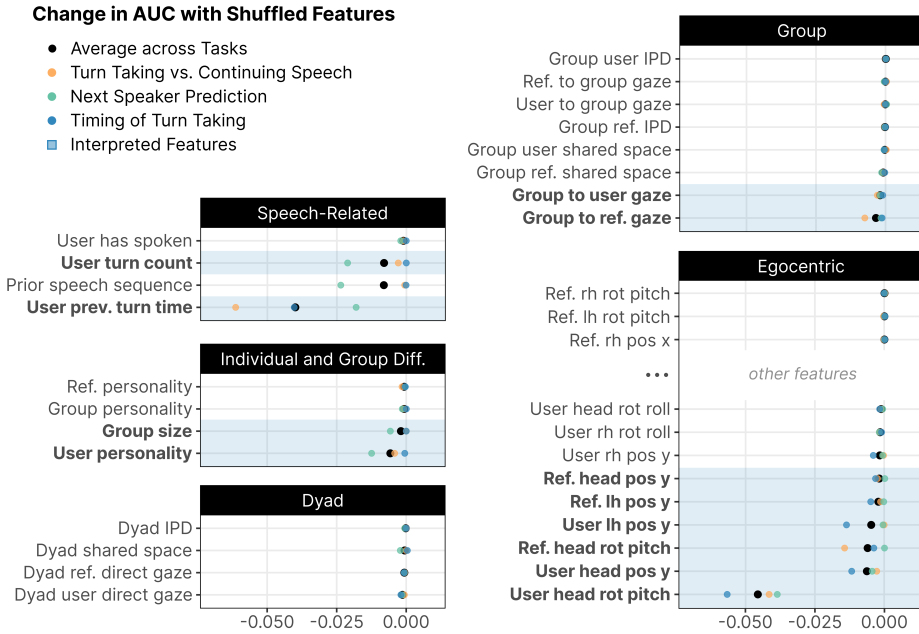 Change in AUC with Shuffled Features
Average across Tasks
Turn Taking vs. Continuing Speech
Next Speaker Prediction
Timing of Turn Taking
Interpreted Features
Speech-Related
User has spoken
User turn count
Prior speech sequence
User prev. turn time
Individual and Group Diff.
Ref. personality
Group personality
Group size
User personality
Dyad
Dyad IPD
Dyad shared space
Dyad ref. direct gaze
Dyad user direct gaze
-0.050 -0.025 0.000
Group
Group user IPD
Ref. to group gaze
User to group gaze
Group ref. IPD
Group user shared space
Group ref. shared space
Group to user gaze
Group to ref. gaze
Egocentric
Ref. rh rot pitch
Ref. lh rot pitch
Ref. rh pos x
... other features
User head rot roll
User rh rot roll
User rh pos y
Ref. head pos y
Ref. lh pos y
User lh pos y
Ref. head rot pitch
User head pos y
User head rot pitch
-0.050 -0.025 0.000